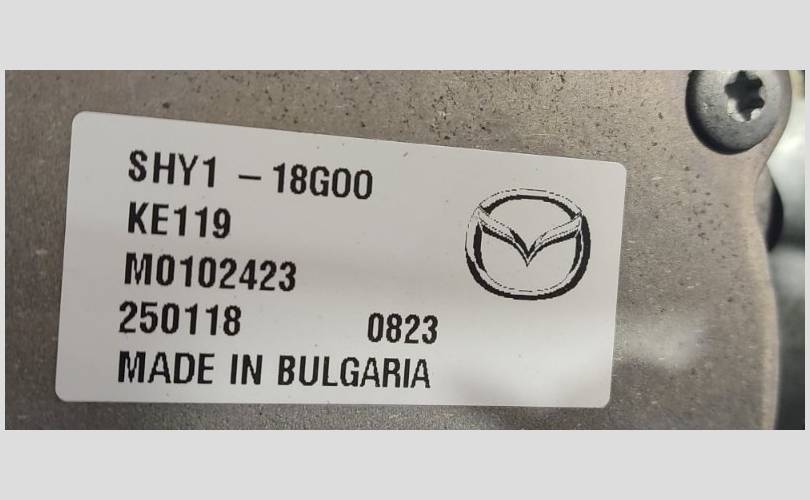 SHY1 - 18G00
KE119
M0102423
250118 0823
MADE IN BULGARIA